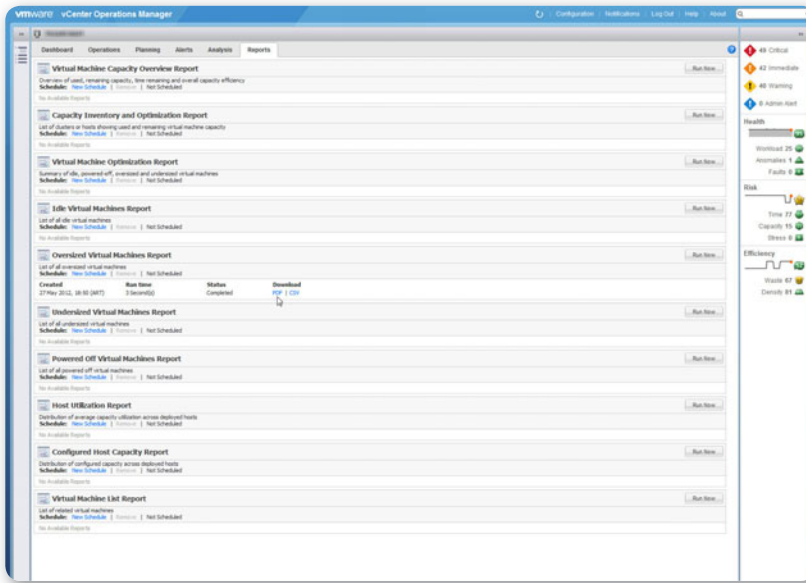 vmware vCenter Operations Manager
Configuration Notifications Log Out Help About
Dashboard Operations Planning Alerts Analysis Reports
Virtual Machine Capacity Overview Report Run Now
Overview of used, remaining capacity, time remaining and overall capacity efficiency
Schedule: New Schedule | Remove | Not Scheduled
No Available Reports
Capacity Inventory and Optimization Report Run Now
List of clusters or hosts showing used and remaining virtual machine capacity
Schedule: New Schedule | Remove | Not Scheduled
No Available Reports
Virtual Machine Optimization Report Run Now
Summary of idle, powered-off, oversized and undersized virtual machines
Schedule: New Schedule | Remove | Not Scheduled
No Available Reports
Idle Virtual Machines Report Run Now
List of all idle virtual machines
Schedule: New Schedule | Remove | Not Scheduled
No Available Reports
Oversized Virtual Machines Report Run Now
List of all oversized virtual machines
Schedule: New Schedule | Remove | Not Scheduled
Created Run time Status Download
27 May 2012, 18:50 (ART) 3 Second(s) Completed PDF | CSV
Undersized Virtual Machines Report Run Now
List of all undersized virtual machines
Schedule: New Schedule | Remove | Not Scheduled
No Available Reports
Powered Off Virtual Machines Report Run Now
List of all powered off virtual machines
Schedule: New Schedule | Remove | Not Scheduled
No Available Reports
Host Utilization Report Run Now
Distribution of average capacity utilization across deployed hosts
Schedule: New Schedule | Remove | Not Scheduled
No Available Reports
Configured Host Capacity Report Run Now
Distribution of configured capacity across deployed hosts
Schedule: New Schedule | Remove | Not Scheduled
No Available Reports
Virtual Machine List Report Run Now
List of related virtual machines
Schedule: New Schedule | Remove | Not Scheduled
No Available Reports
Critical
42 Immediate
Warning
Admin Alert
Health
Workload 25
Anomalies 1
Faults 0
Risk
Time 77
Capacity 15
Stress 0
Efficiency
Waste 67
Density 91